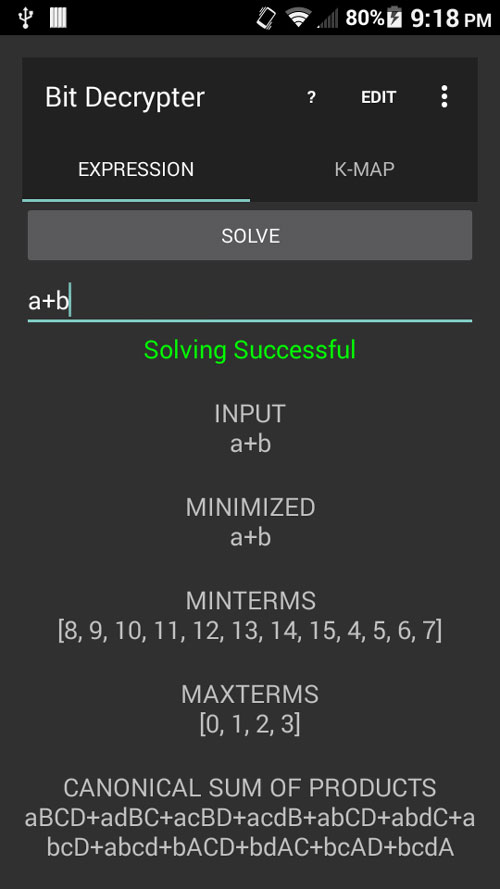 80% 9:18 PM
Bit Decrypter ? EDIT
EXPRESSION K-MAP
SOLVE
a+b
Solving Successful
INPUT
a+b
MINIMIZED
a+b
MINTERMS
[8, 9, 10, 11, 12, 13, 14, 15, 4, 5, 6, 7]
MAXTERMS
[0, 1, 2, 3]
CANONICAL SUM OF PRODUCTS
aBCD+adBC+acBD+acdB+abCD+abdC+a
bcD+abcd+bACD+bdAC+bcAD+bcdA